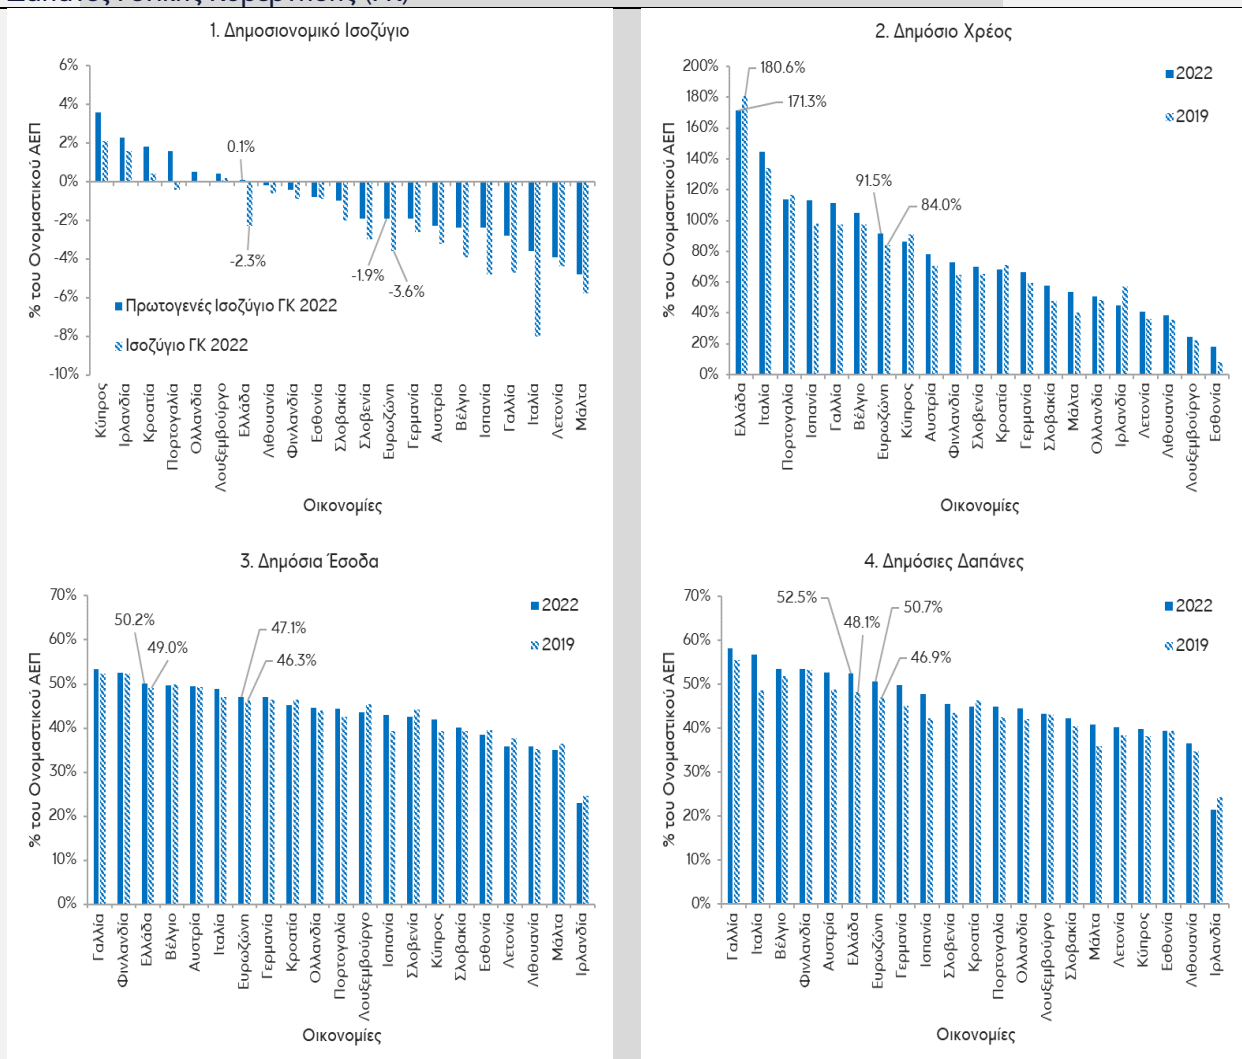 Δαπάνες Γενικής Κυβέρνησης (ΓΚ)
1. Δημοσιονομικό Ισοζύγιο
% του Ονομαστικού ΑΕΠ
6%
4%
2%
0%
-2%
-4%
-6%
-8%
-10%
0.1%
-2.3%
-1.9%
-3.6%
Πρωτογενές Ισοζύγιο ΓΚ 2022
Ισοζύγιο ΓΚ 2022
Κύπρος
Ιρλανδία
Κροατία
Πορτογαλία
Ολλανδία
Λουξεμβούργο
Ελλάδα
Λιθουανία
Φινλανδία
Εσθονία
Σλοβακία
Σλοβενία
Ευρωζώνη
Γερμανία
Αυστρία
Βέλγιο
Ισπανία
Γαλλία
Ιταλία
Λετονία
Μάλτα
Οικονομίες
2. Δημόσιο Χρέος
% του Ονομαστικού ΑΕΠ
200%
180%
160%
140%
120%
100%
80%
60%
40%
20%
0%
180.6%
171.3%
91.5%
84.0%
2022
2019
Ελλάδα
Ιταλία
Πορτογαλία
Ισπανία
Γαλλία
Βέλγιο
Ευρωζώνη
Κύπρος
Αυστρία
Φινλανδία
Σλοβενία
Κροατία
Γερμανία
Σλοβακία
Μάλτα
Ολλανδία
Ιρλανδία
Λετονία
Λιθουανία
Λουξεμβούργο
Εσθονία
Οικονομίες
3. Δημόσια Έσοδα
% του Ονομαστικού ΑΕΠ
70%
60%
50%
40%
30%
20%
10%
0%
50.2%
49.0%
47.1%
46.3%
2022
2019
Γαλλία
Φινλανδία
Ελλάδα
Βέλγιο
Αυστρία
Ιταλία
Ευρωζώνη
Γερμανία
Κροατία
Ολλανδία
Πορτογαλία
Λουξεμβούργο
Ισπανία
Σλοβενία
Κύπρος
Σλοβακία
Εσθονία
Λετονία
Λιθουανία
Μάλτα
Ιρλανδία
Οικονομίες
4. Δημόσιες Δαπάνες
% του Ονομαστικού ΑΕΠ
70%
60%
50%
40%
30%
20%
10%
0%
52.5%
48.1%
50.7%
46.9%
2022
2019
Γαλλία
Ιταλία
Βέλγιο
Φινλανδία
Αυστρία
Ελλάδα
Ευρωζώνη
Γερμανία
Ισπανία
Σλοβενία
Κροατία
Πορτογαλία
Ολλανδία
Λουξεμβούργο
Σλοβακία
Μάλτα
Λετονία
Κύπρος
Εσθονία
Λιθουανία
Ιρλανδία
Οικονομίες